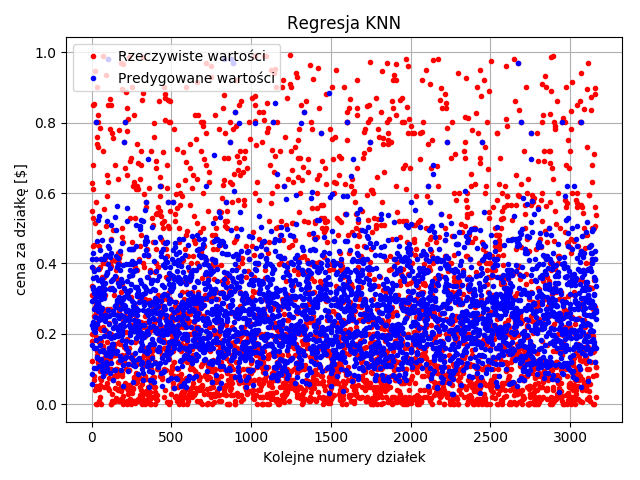 Regresja KNN
Rzeczywiste wartości
Predygowane wartości
cena za działkę [$]
1.0
0.8
0.6
0.4
0.2
0.0
0 500 1000 1500 2000 2500 3000
Kolejne numery działek